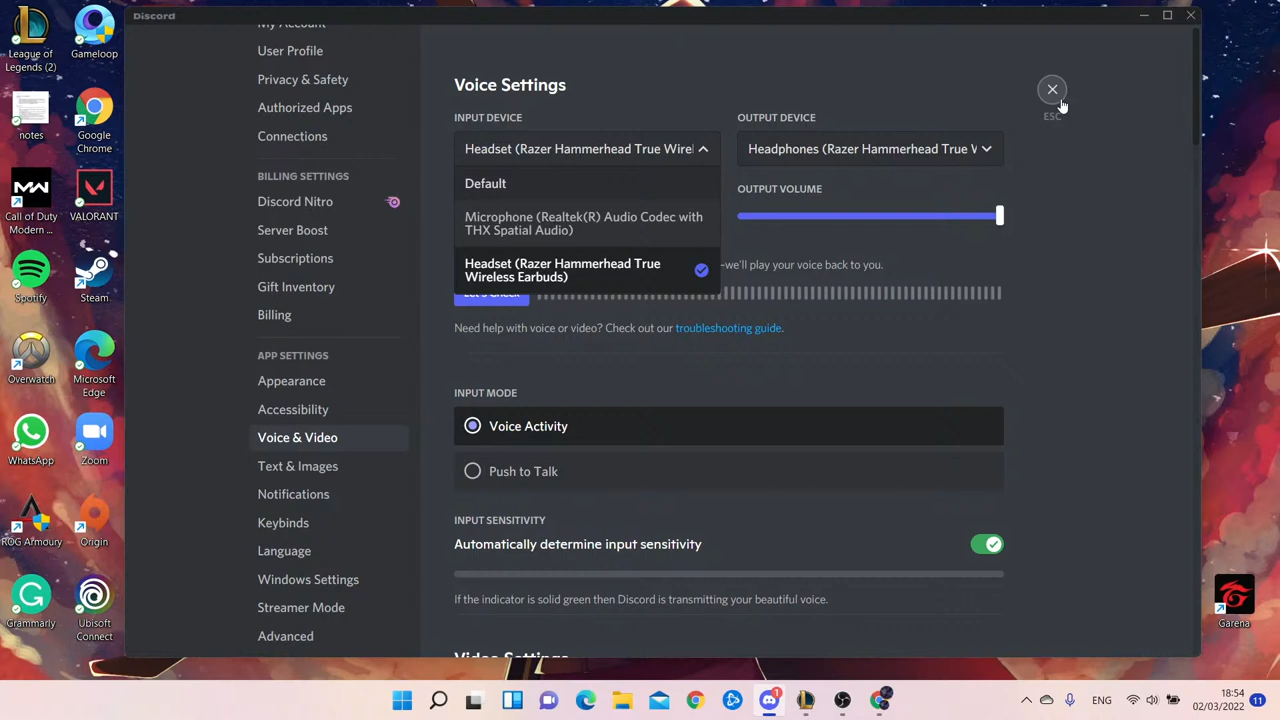 Discord
League of
Legends (2)
Gameloop
notes
Google
Chrome
Call of Duty
Modern ...
VALORANT
Spotify
Steam
Overwatch
Microsoft
Edge
WhatsApp
Zoom
ROG Armoury
Origin
Grammarly
Ubisoft
Connect
My Account
User Profile
Privacy & Safety
Authorized Apps
Connections
BILLING SETTINGS
Discord Nitro
Server Boost
Subscriptions
Gift Inventory
Billing
APP SETTINGS
Appearance
Accessibility
Voice & Video
Text & Images
Notifications
Keybinds
Language
Windows Settings
Streamer Mode
Advanced
Voice Settings
ESC
INPUT DEVICE
Headset (Razer Hammerhead True Wirel
Default
Microphone (Realtek(R) Audio Codec with
THX Spatial Audio)
Headset (Razer Hammerhead True
Wireless Earbuds)
OUTPUT DEVICE
Headphones (Razer Hammerhead True W
OUTPUT VOLUME
—we'll play your voice back to you.
Let's Check
Need help with voice or video? Check out our troubleshooting guide.
INPUT MODE
Voice Activity
Push to Talk
INPUT SENSITIVITY
Automatically determine input sensitivity
If the indicator is solid green then Discord is transmitting your beautiful voice.
Video Settings
Garena
1
ENG
18:54
02/03/2022
11